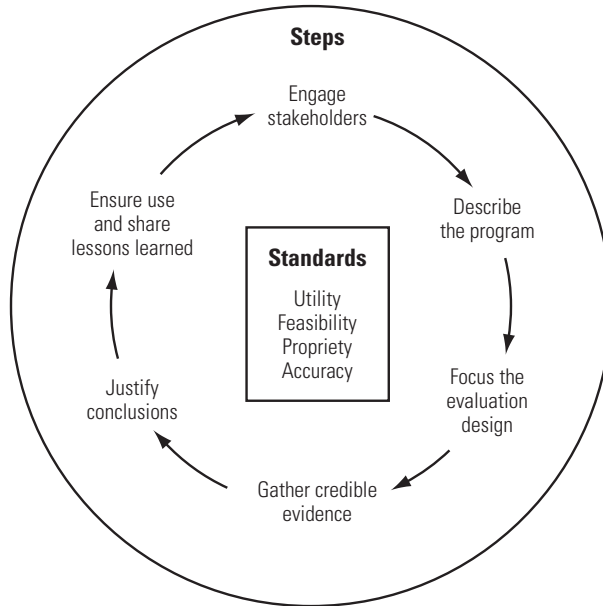 Steps
Engage
stakeholders
Describe
the program
Focus the
evaluation
design
Gather credible
evidence
Justify
conclusions
Ensure use
and share
lessons learned
Standards
Utility
Feasibility
Propriety
Accuracy